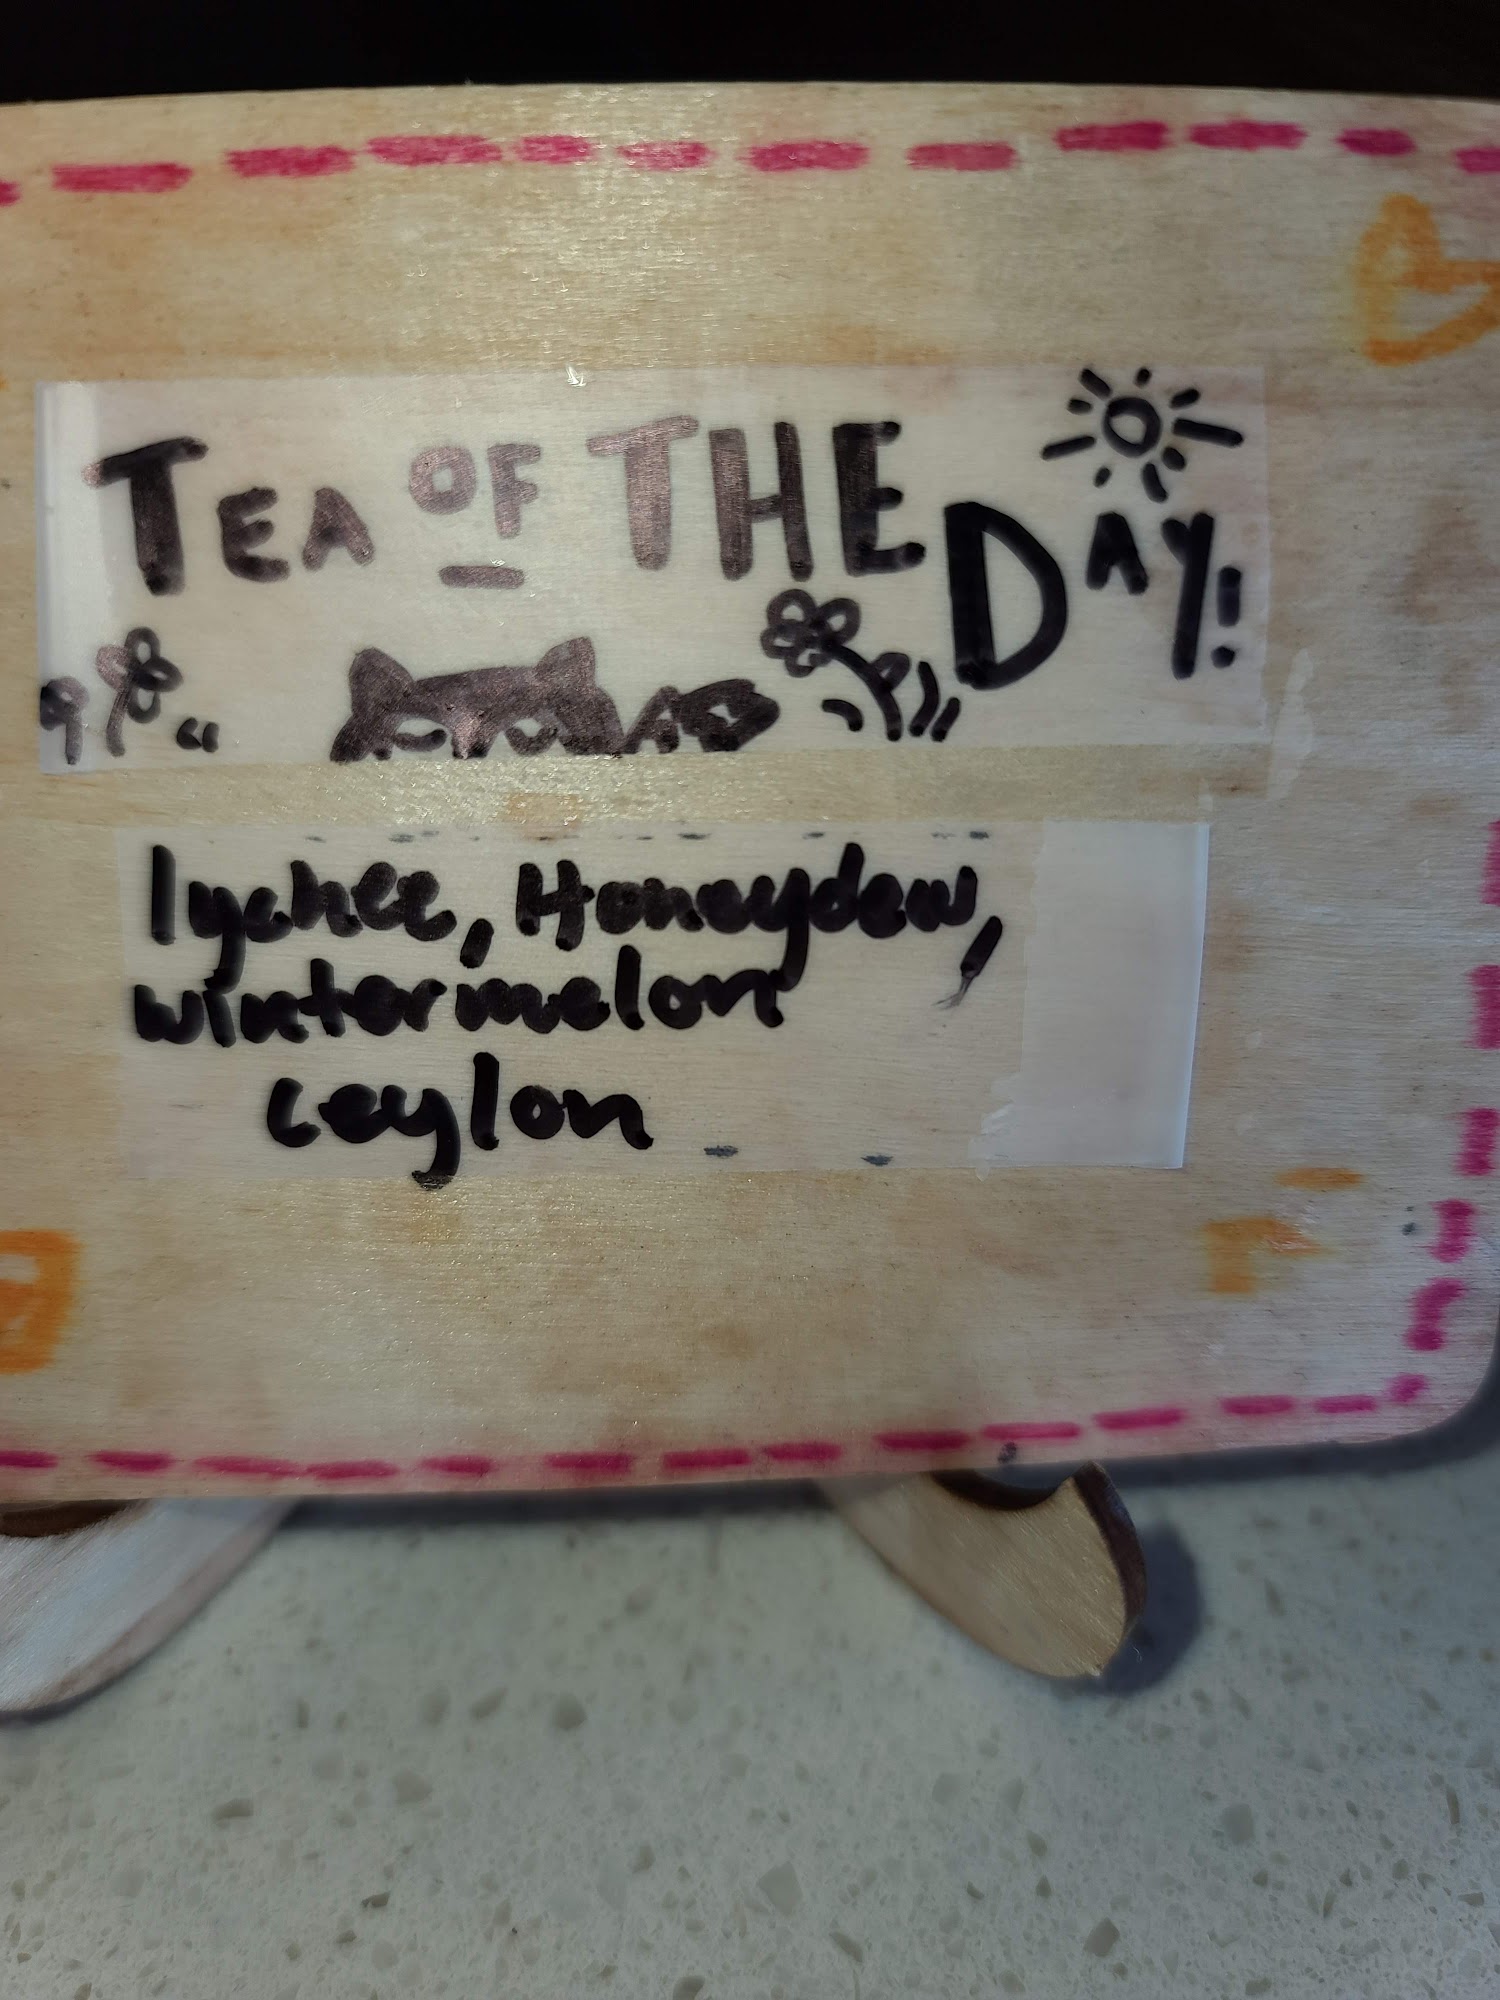 TEA OF THE DAY!
lychee, Honeydew,
wintermelon
ceylon